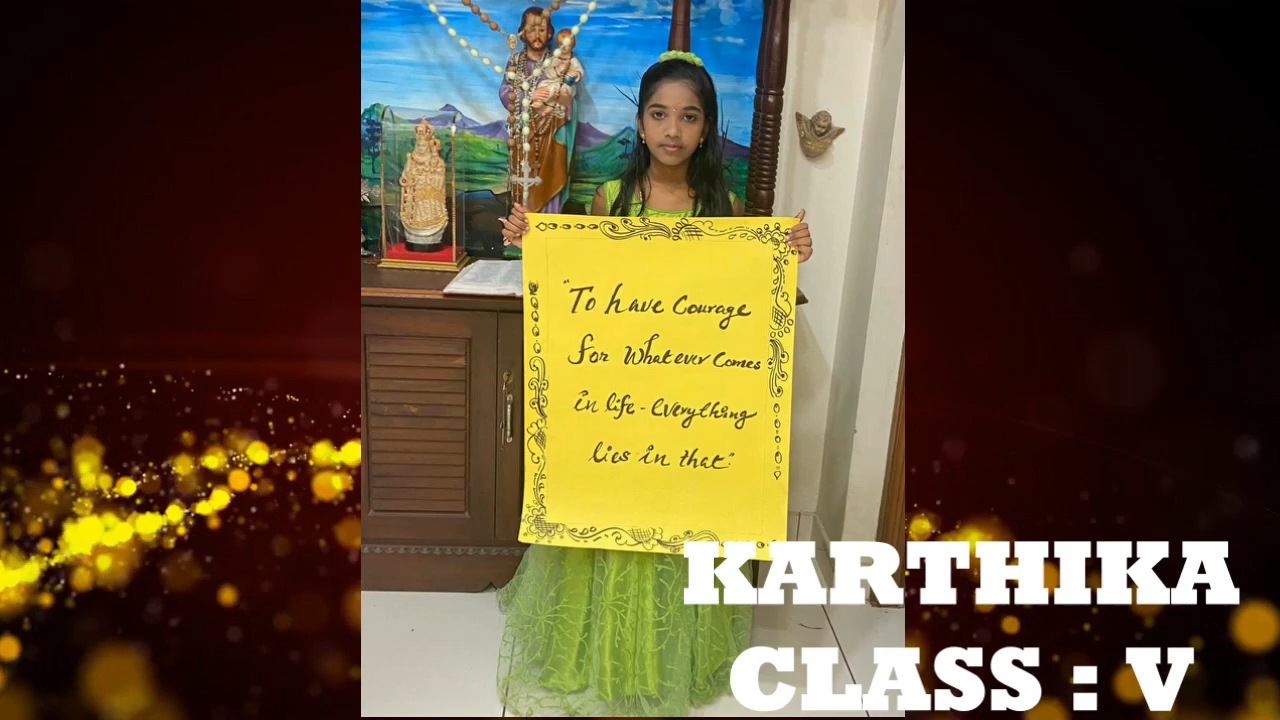 "To have Courage
for Whatever Comes
in life - Everything
lies in that".
KARTHIKA
CLASS : V